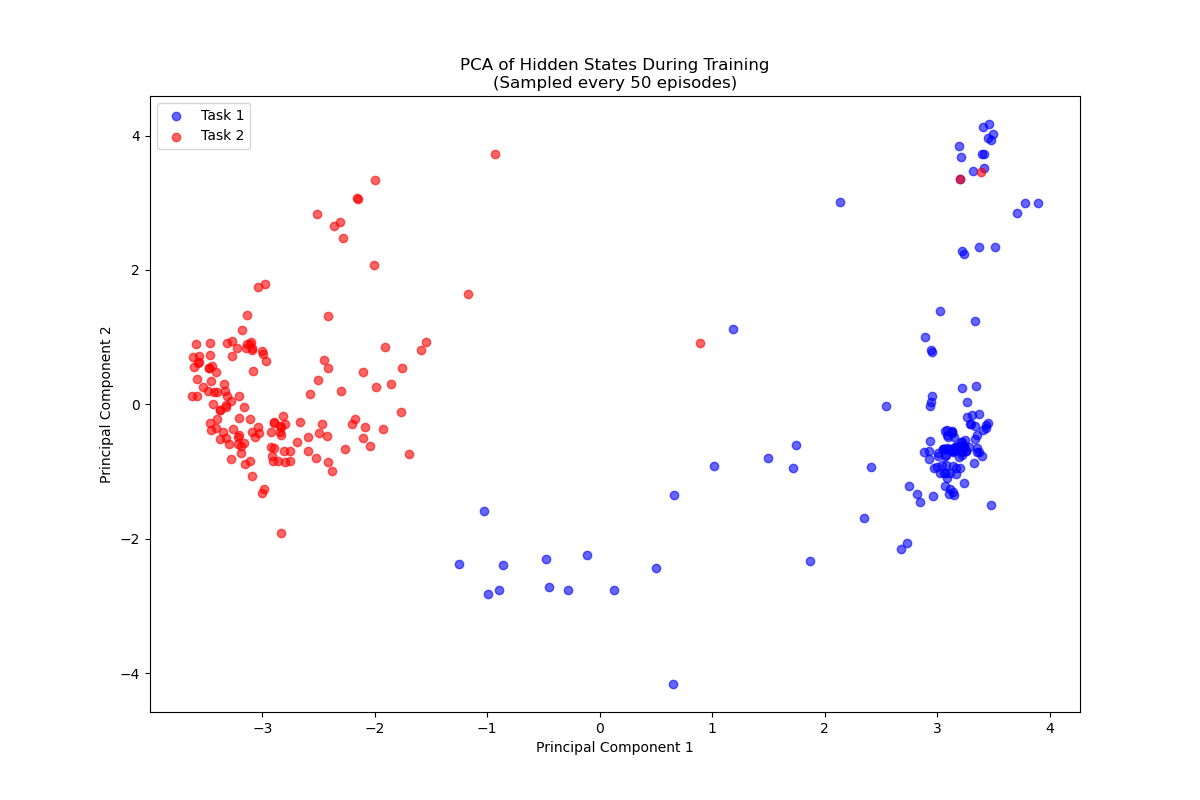 PCA of Hidden States During Training
(Sampled every 50 episodes)
Task 1
Task 2
Principal Component 2
4
2
0
−2
−4
−3
−2
−1
0
1
2
3
4
Principal Component 1